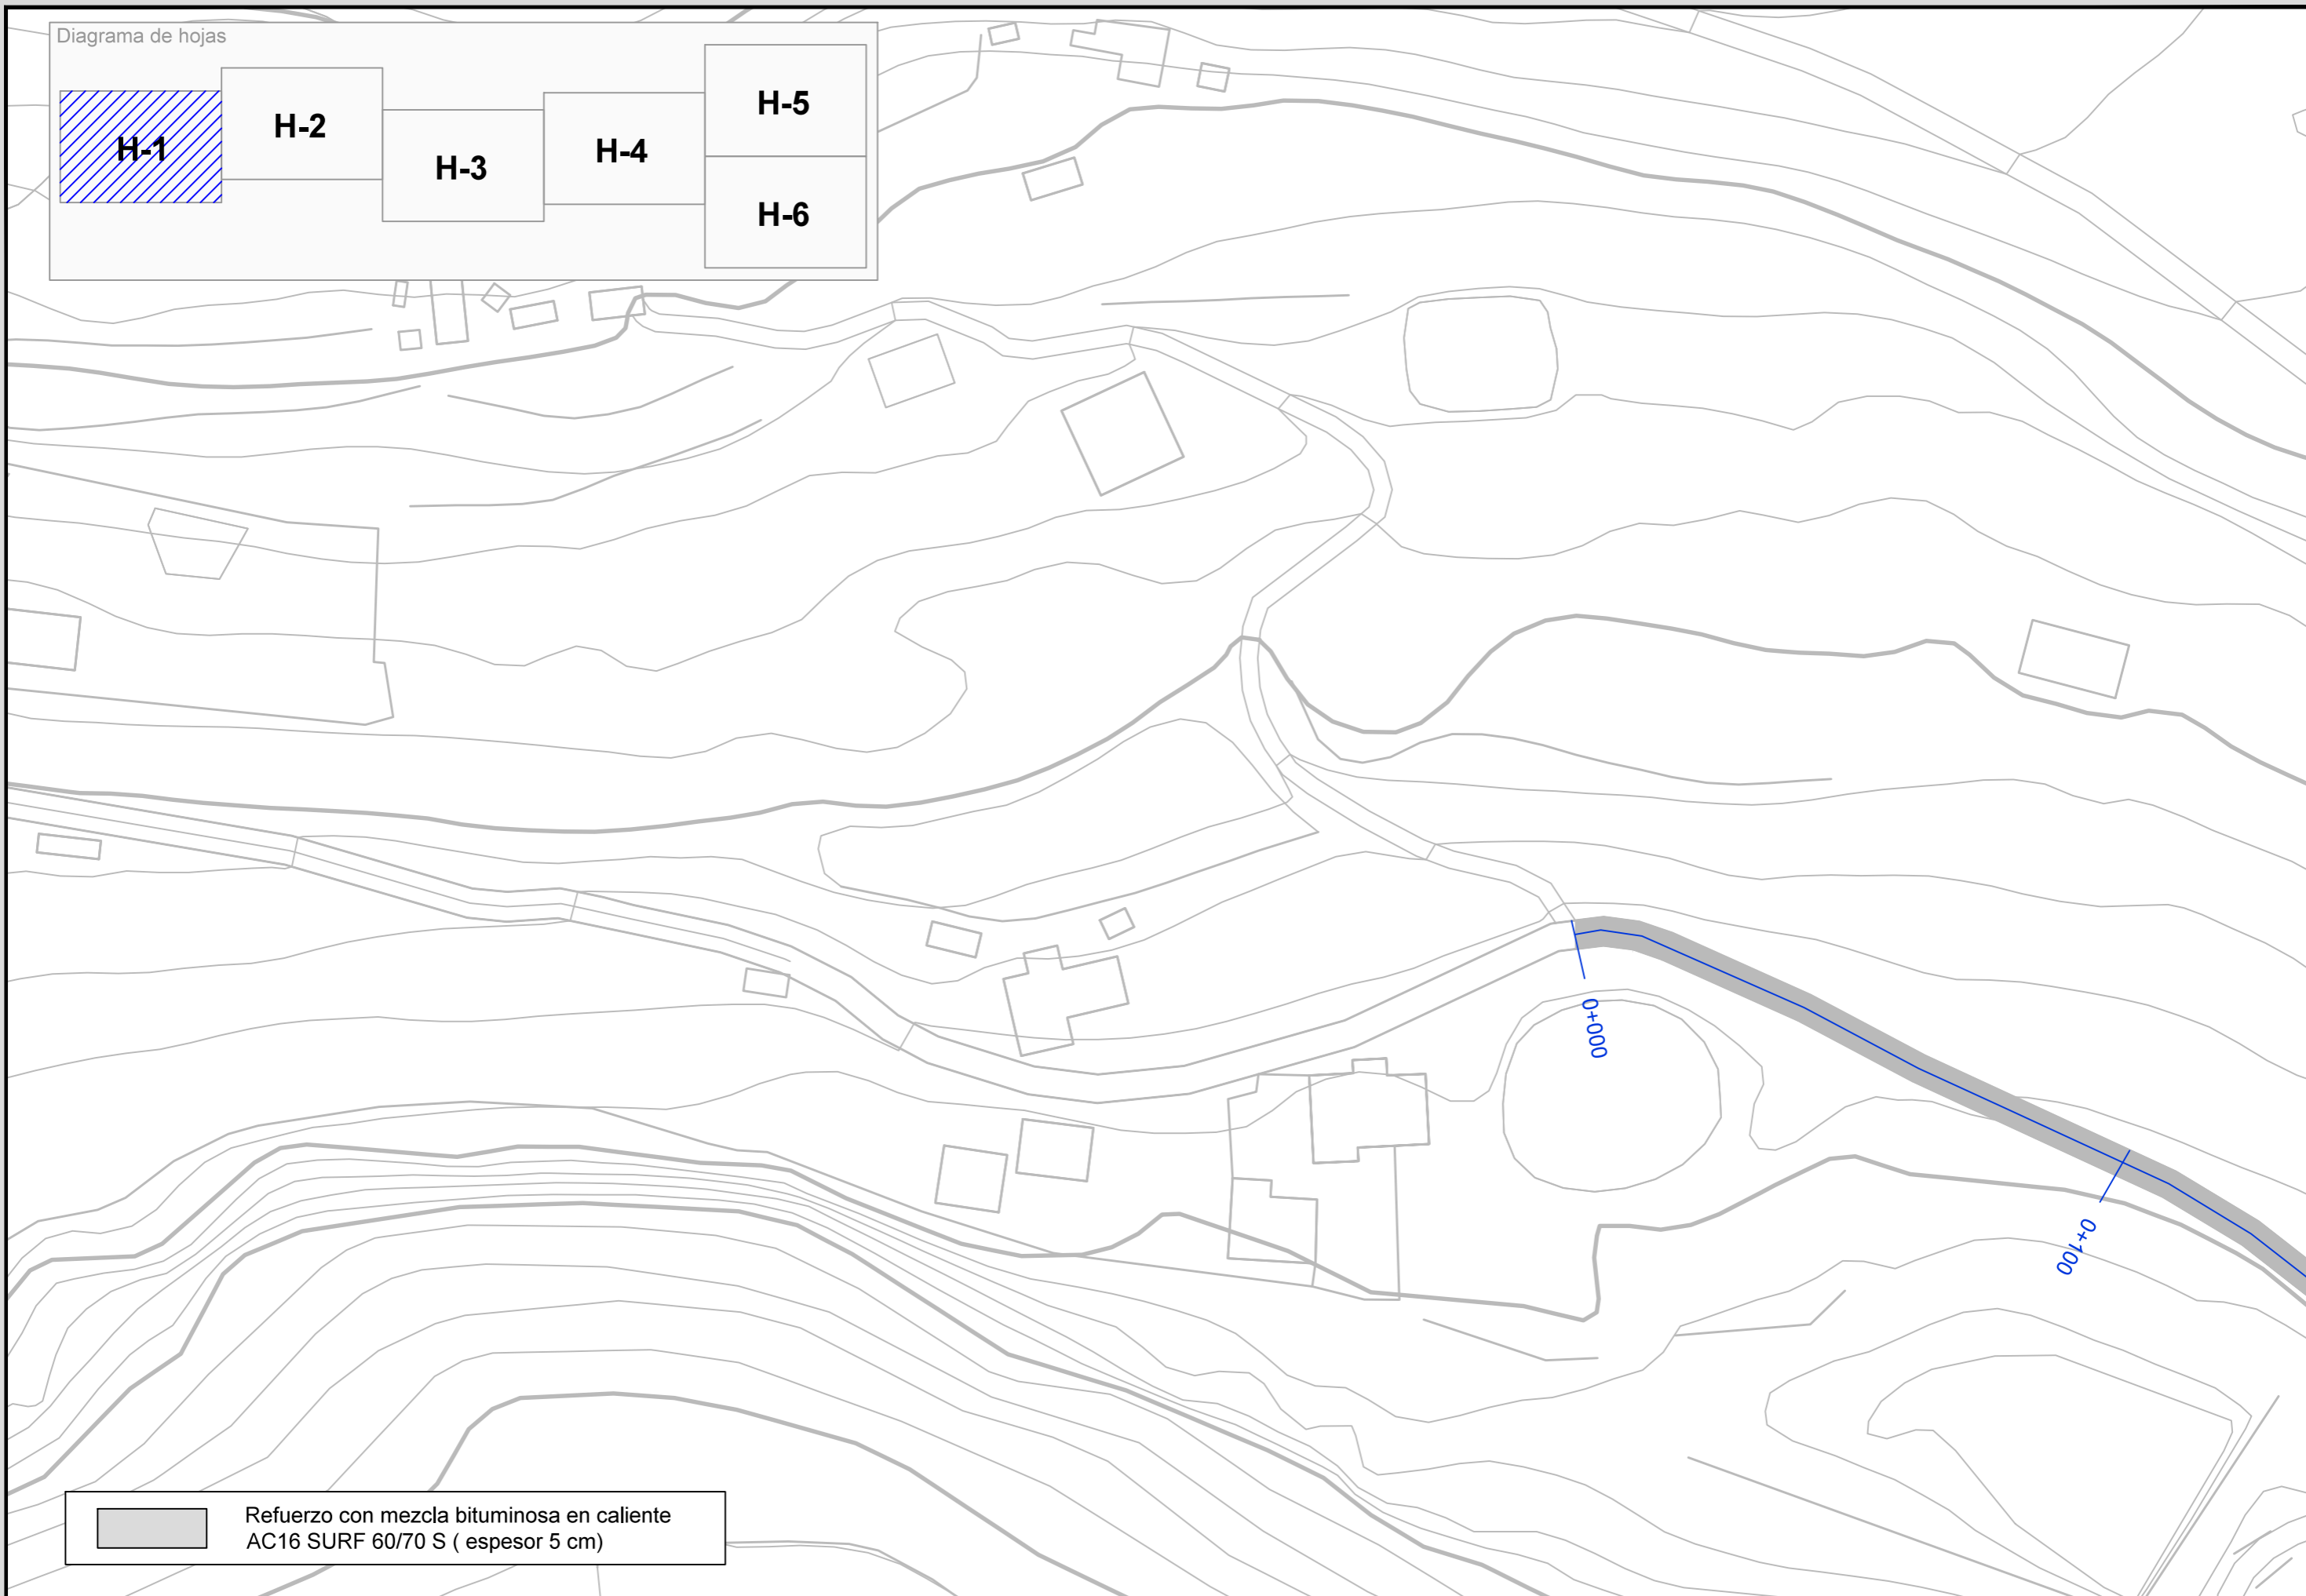 Diagrama de hojas
H-1
H-2
H-3
H-4
H-5
H-6
0+000
0+100
Refuerzo con mezcla bituminosa en caliente
AC16 SURF 60/70 S ( espesor 5 cm)